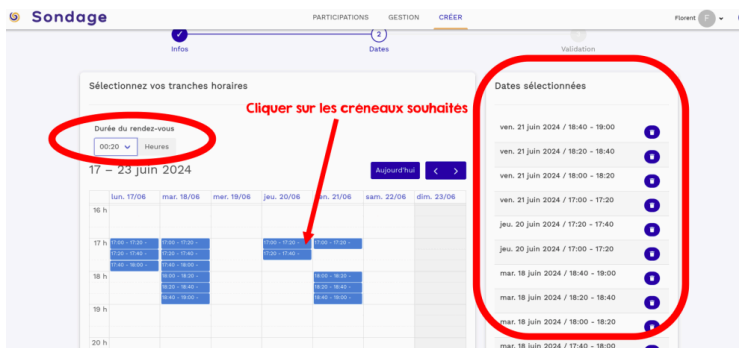 Sondage
PARTICIPATIONS GESTION CRÉER
Florent F
2
Infos Dates Validation
Sélectionnez vos tranches horaires
Cliquer sur les créneaux souhaités
Durée du rendez-vous
00:20 Heures
17 – 23 juin 2024
Aujourd'hui < >
lun. 17/06 mar. 18/06 mer. 19/06 jeu. 20/06 ven. 21/06 sam. 22/06 dim. 23/06
16 h
17 h
17:00 - 17:20 - 17:00 - 17:20 - 17:00 - 17:20 - 17:00 - 17:20 -
17:20 - 17:40 - 17:20 - 17:40 - 17:20 - 17:40 -
17:40 - 18:00 - 17:40 - 18:00 -
18 h
18:00 - 18:20 - 18:00 - 18:20 -
18:20 - 18:40 - 18:20 - 18:40 -
18:40 - 19:00 - 18:40 - 19:00 -
19 h
20 h
Dates sélectionnées
ven. 21 juin 2024 / 18:40 - 19:00
ven. 21 juin 2024 / 18:20 - 18:40
ven. 21 juin 2024 / 18:00 - 18:20
ven. 21 juin 2024 / 17:00 - 17:20
jeu. 20 juin 2024 / 17:20 - 17:40
jeu. 20 juin 2024 / 17:00 - 17:20
mar. 18 juin 2024 / 18:40 - 19:00
mar. 18 juin 2024 / 18:20 - 18:40
mar. 18 juin 2024 / 18:00 - 18:20
mar. 18 juin 2024 / 17:40 - 18:00